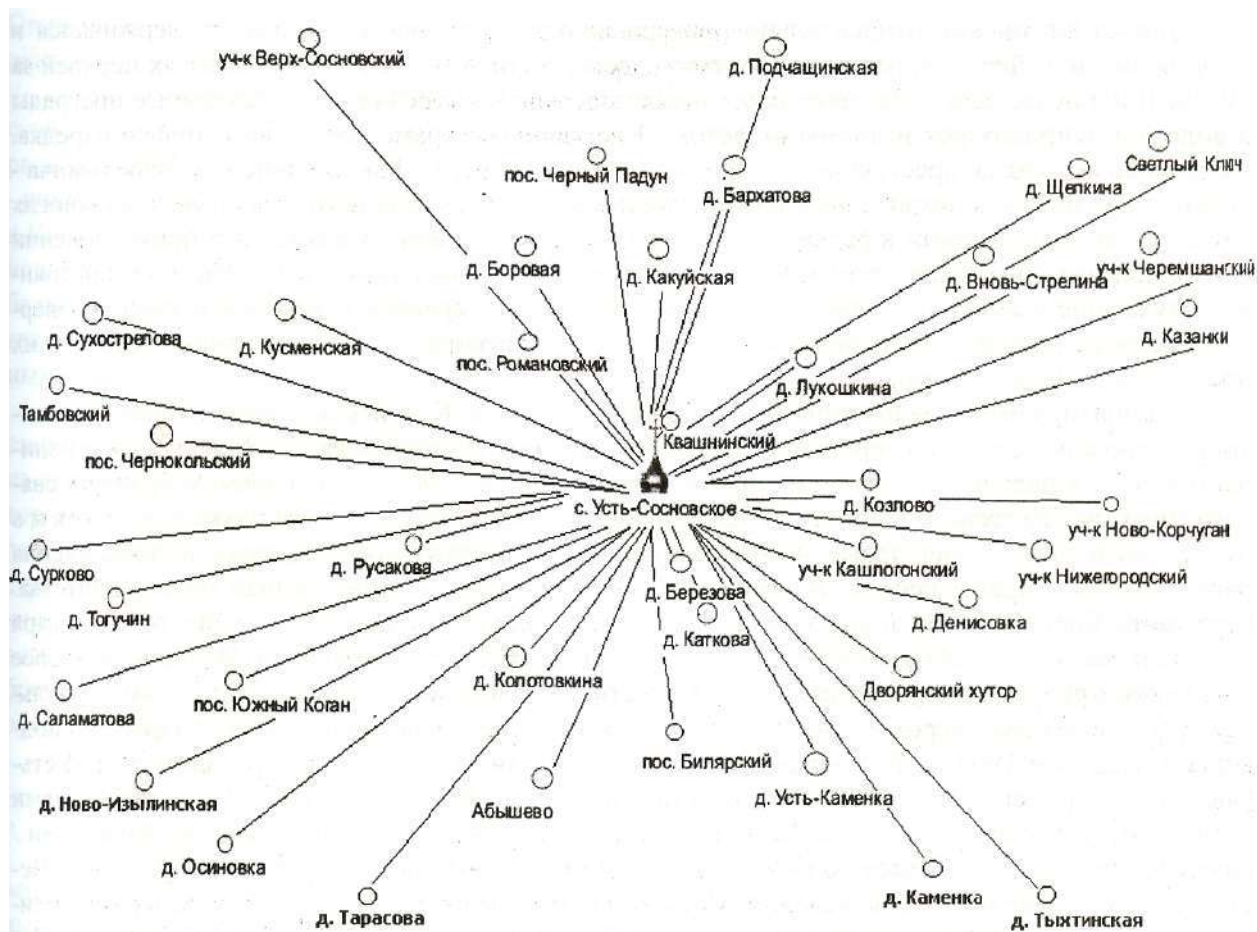 уч-к Верх-Сосновский
д. Подчащинская
пос. Черный Падун
д. Бархатова
Светлый Ключ
д. Щепкина
д. Боровая
д. Какуйская
д. Вновь-Стрелина
уч-к Черемшанский
д. Сухострелова
д. Кусменская
пос. Романовский
д. Казанки
д. Лукошкина
Тамбовский
Квашнинский
пос. Чернокольский
с. Усть-Сосновское
д. Козлово
уч-к Ново-Корчуган
д. Сурково
д. Русакова
д. Березова
уч-к Кашлогонский
уч-к Нижегородский
д. Тогучин
д. Каткова
д. Денисовка
д. Саламатова
пос. Южный Коган
д. Колотовкина
Дворянский хутор
пос. Билярский
д. Ново-Изылинская
Абышево
д. Усть-Каменка
д. Осиновка
д. Тарасова
д. Каменка
д. Тыхтинская